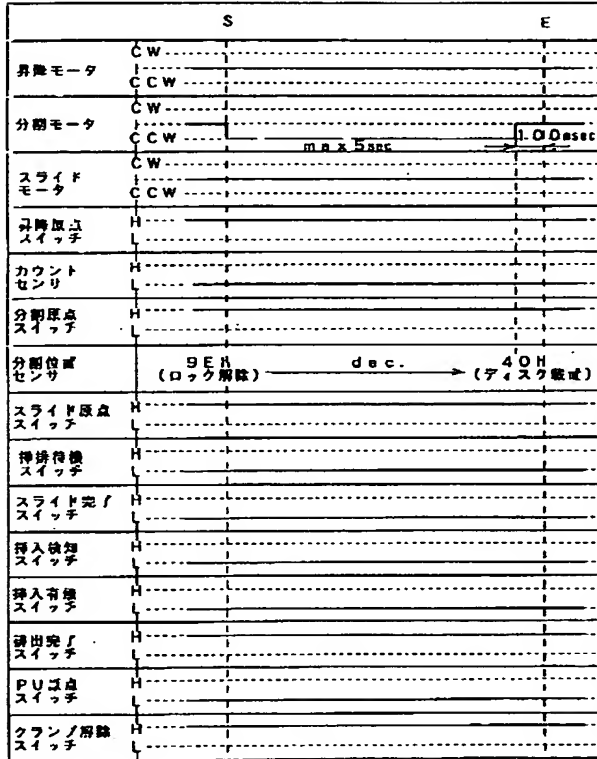 S E
昇降モータ
CW
CCW
分割モータ
CW
CCW
max 5sec
100msec
スライド
モータ
CW
CCW
昇降原点
スイッチ
H
L
カウント
センサ
H
L
分割原点
スイッチ
H
L
分割位置
センサ
9EH dec. 40H
(ロック解除) (ディスク載置)
スライド原点
スイッチ
H
L
挿排待機
スイッチ
H
L
スライド完了
スイッチ
H
L
挿入検知
スイッチ
H
L
挿入有無
スイッチ
H
L
排出完了
スイッチ
H
L
PU原点
スイッチ
H
L
クランプ解除
スイッチ
H
L